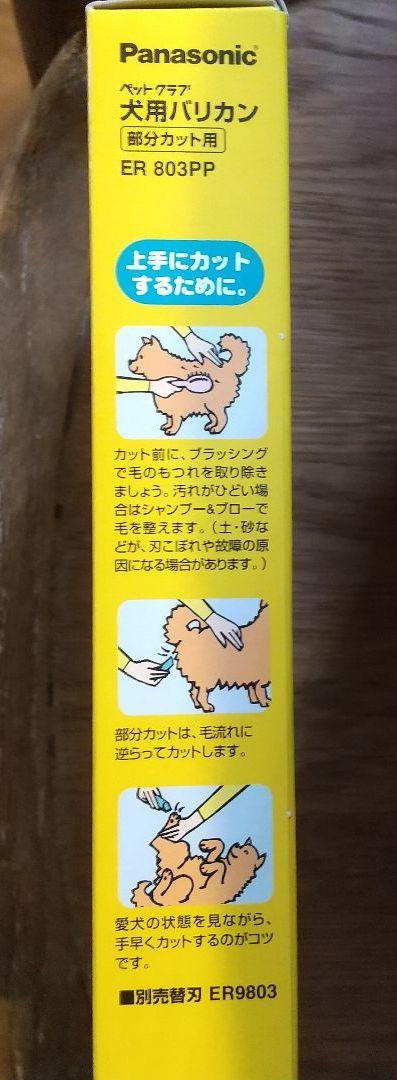 Panasonic
ペットクラブ
犬用バリカン
部分カット用
ER 803PP
上手にカット
するために。
カット前に、ブラッシング
で毛のもつれを取り除き
ましょう。汚れがひどい場
合はシャンプー&ブローで
毛を整えます。(土・砂な
どが、刃こぼれや故障の原
因になる場合があります。)
部分カットは、毛流れに
逆らってカットします。
愛犬の状態を見ながら、
手早くカットするのがコツ
です。
■別売替刃 ER9803